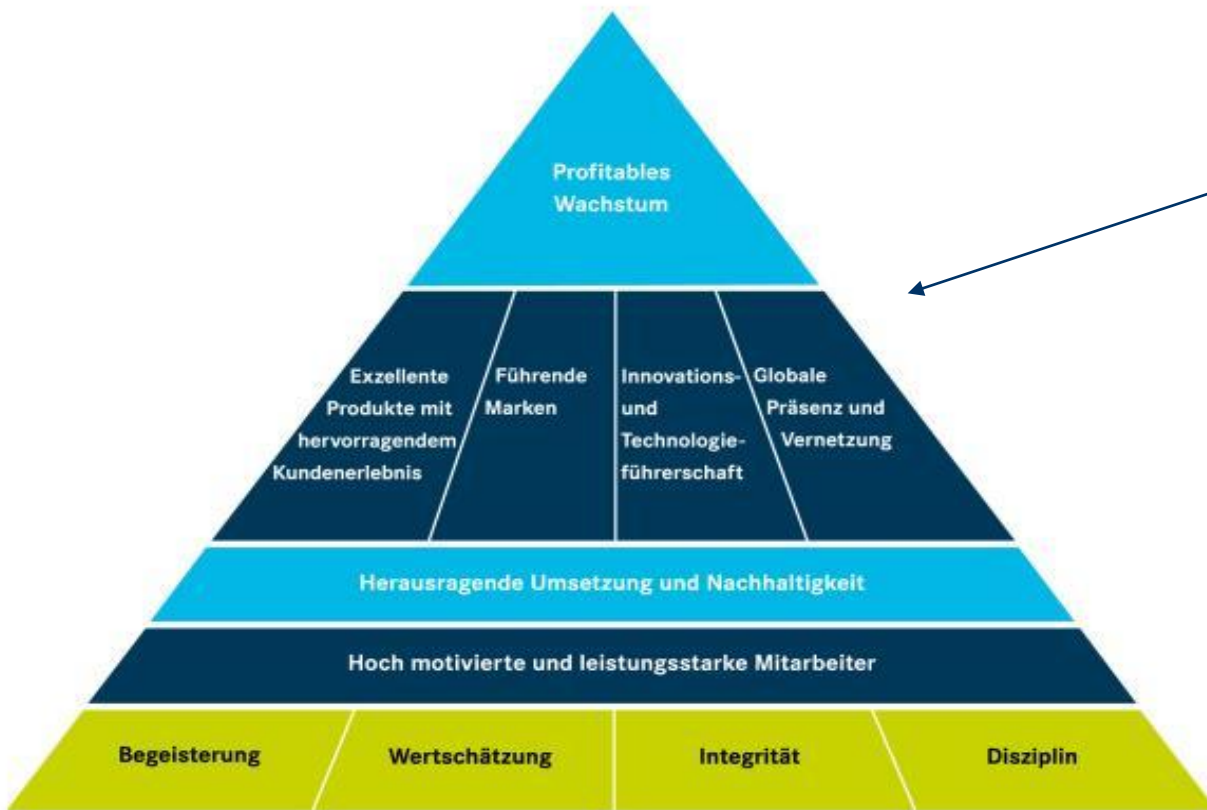 Profitables
Wachstum
Exzellente
Produkte mit
hervorragendem
Kundenerlebnis
Führende
Marken
Innovations-
und
Technologie-
führerschaft
Globale
Präsenz und
Vernetzung
Herausragende Umsetzung und Nachhaltigkeit
Hoch motivierte und leistungsstarke Mitarbeiter
Begeisterung
Wertschätzung
Integrität
Disziplin